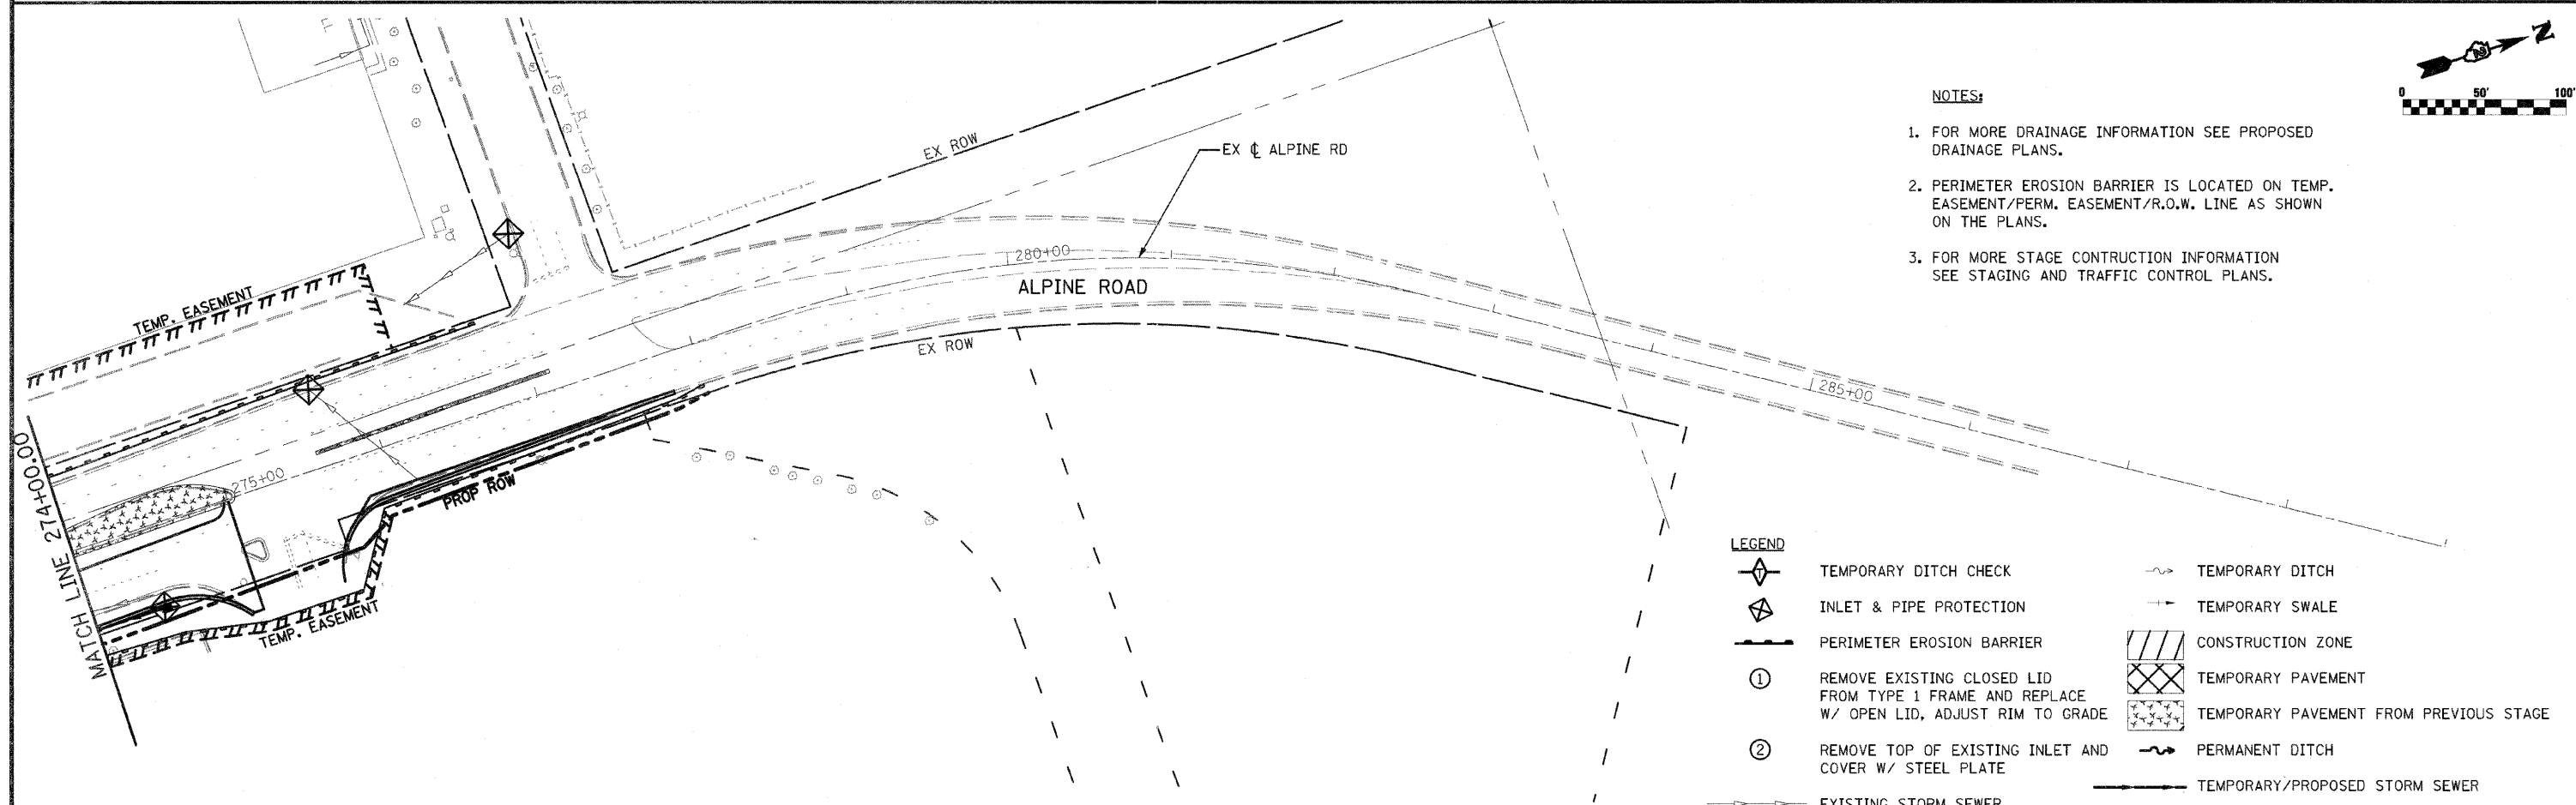 N
0 50' 100'
NOTES:
1. FOR MORE DRAINAGE INFORMATION SEE PROPOSED
DRAINAGE PLANS.
2. PERIMETER EROSION BARRIER IS LOCATED ON TEMP.
EASEMENT/PERM. EASEMENT/R.O.W. LINE AS SHOWN
ON THE PLANS.
3. FOR MORE STAGE CONTRUCTION INFORMATION
SEE STAGING AND TRAFFIC CONTROL PLANS.
EX ROW
EX ℄ ALPINE RD
280+00
ALPINE ROAD
EX ROW
TEMP. EASEMENT
285+00
275+00
PROP ROW
MATCH LINE 274+00.00
TEMP. EASEMENT
LEGEND
T TEMPORARY DITCH CHECK
INLET & PIPE PROTECTION
PERIMETER EROSION BARRIER
1 REMOVE EXISTING CLOSED LID
FROM TYPE 1 FRAME AND REPLACE
W/ OPEN LID, ADJUST RIM TO GRADE
2 REMOVE TOP OF EXISTING INLET AND
COVER W/ STEEL PLATE
EXISTING STORM SEWER
TEMPORARY DITCH
TEMPORARY SWALE
CONSTRUCTION ZONE
TEMPORARY PAVEMENT
TEMPORARY PAVEMENT FROM PREVIOUS STAGE
PERMANENT DITCH
TEMPORARY/PROPOSED STORM SEWER